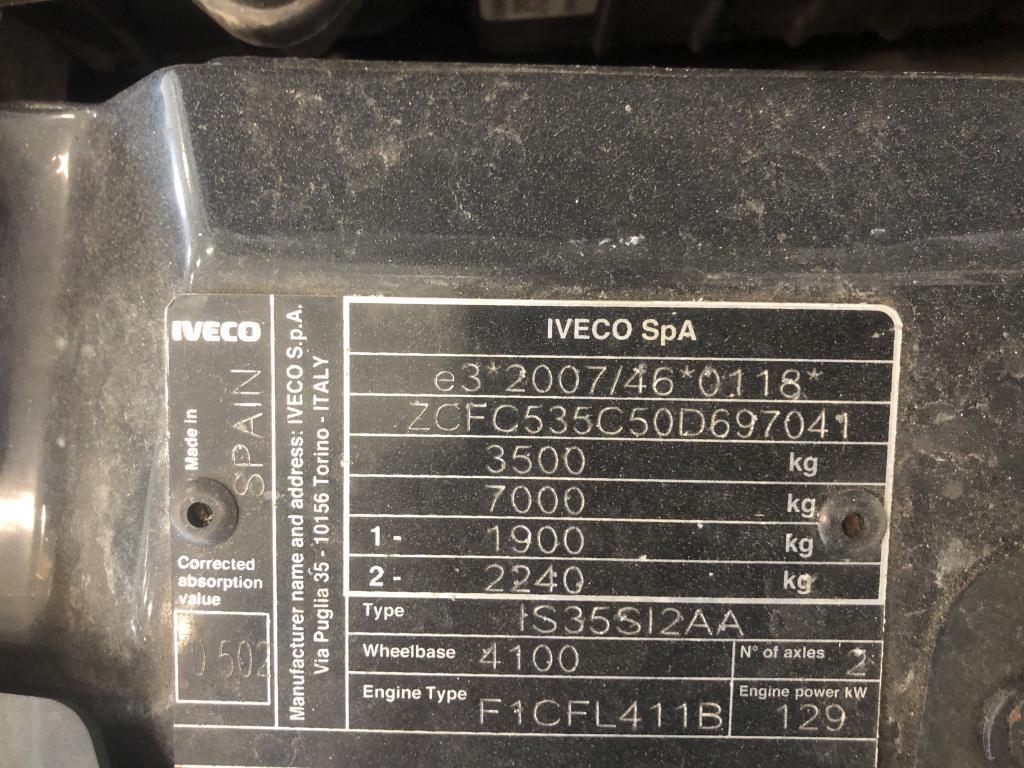 IVECO
Made in
SPAIN
Corrected
absorption
value
0.502
Manufacturer name and address: IVECO S.p.A.
Via Puglia 35 - 10156 Torino - ITALY
IVECO SpA
e3*2007/46*0118*
ZCFC535C50D697041
3500 kg
7000 kg
1 - 1900 kg
2 - 2240 kg
Type IS35SI2AA
Wheelbase 4100 N° of axles 2
Engine Type F1CFL411B Engine power kW 129